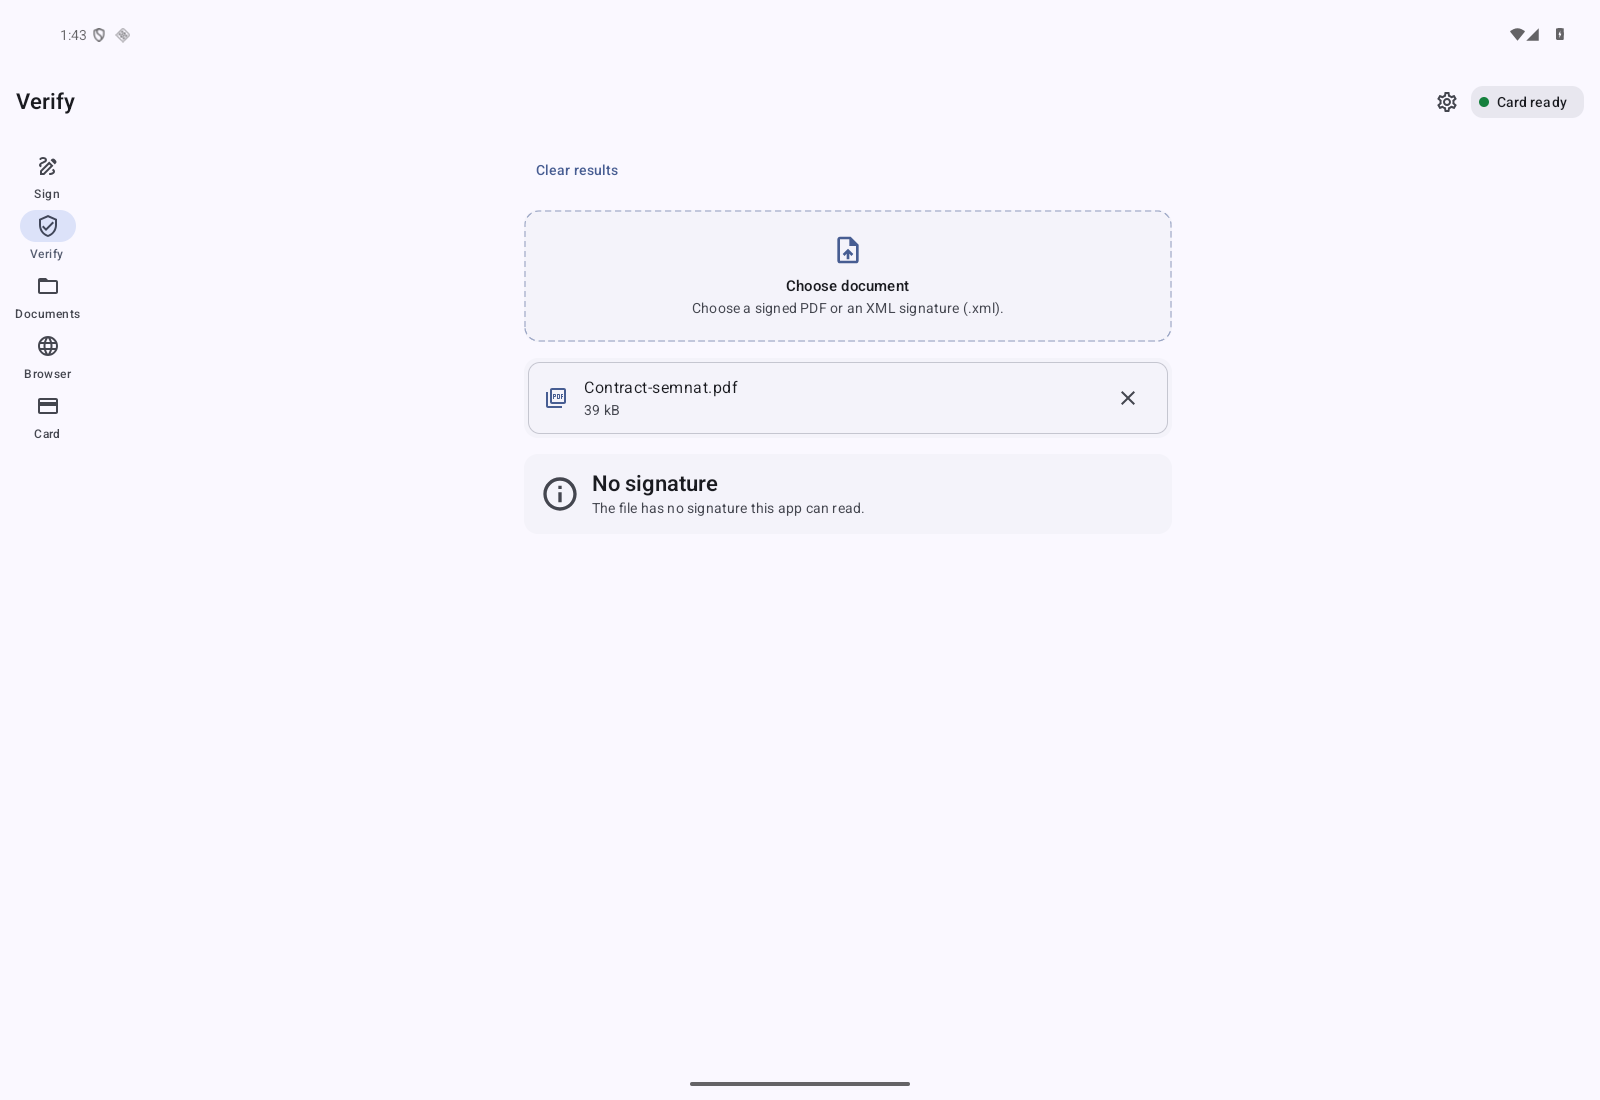 1:43
Verify
Card ready
Sign
Verify
Documents
Browser
Card
Clear results
Choose document
Choose a signed PDF or an XML signature (.xml).
PDF
Contract-semnat.pdf
39 kB
No signature
The file has no signature this app can read.